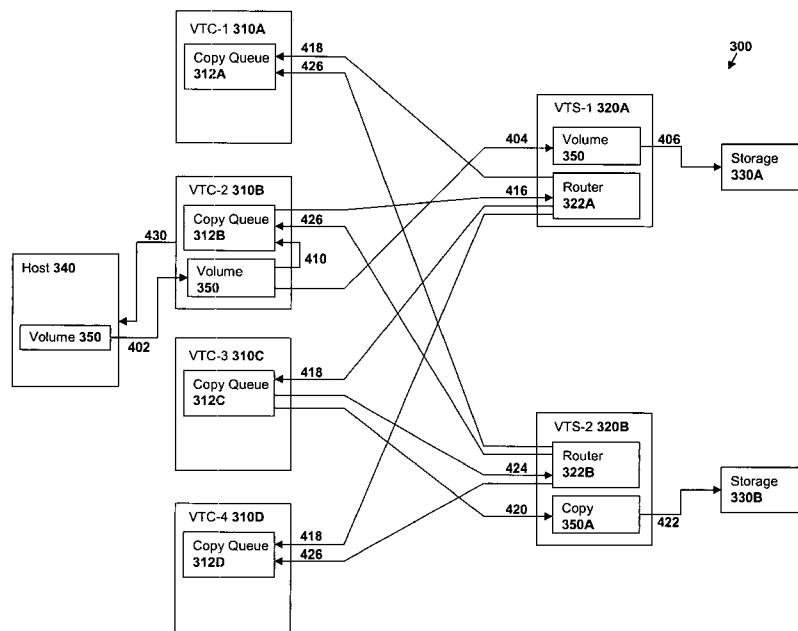 VTC-1 310A
Copy Queue
312A
418
426
300
VTS-1 320A
Volume
350
404
406
Storage
330A
Router
322A
416
VTC-2 310B
Copy Queue
312B
426
410
Volume
350
430
Host 340
Volume 350
402
VTC-3 310C
Copy Queue
312C
418
424
420
VTS-2 320B
Router
322B
Copy
350A
422
Storage
330B
VTC-4 310D
Copy Queue
312D
418
426